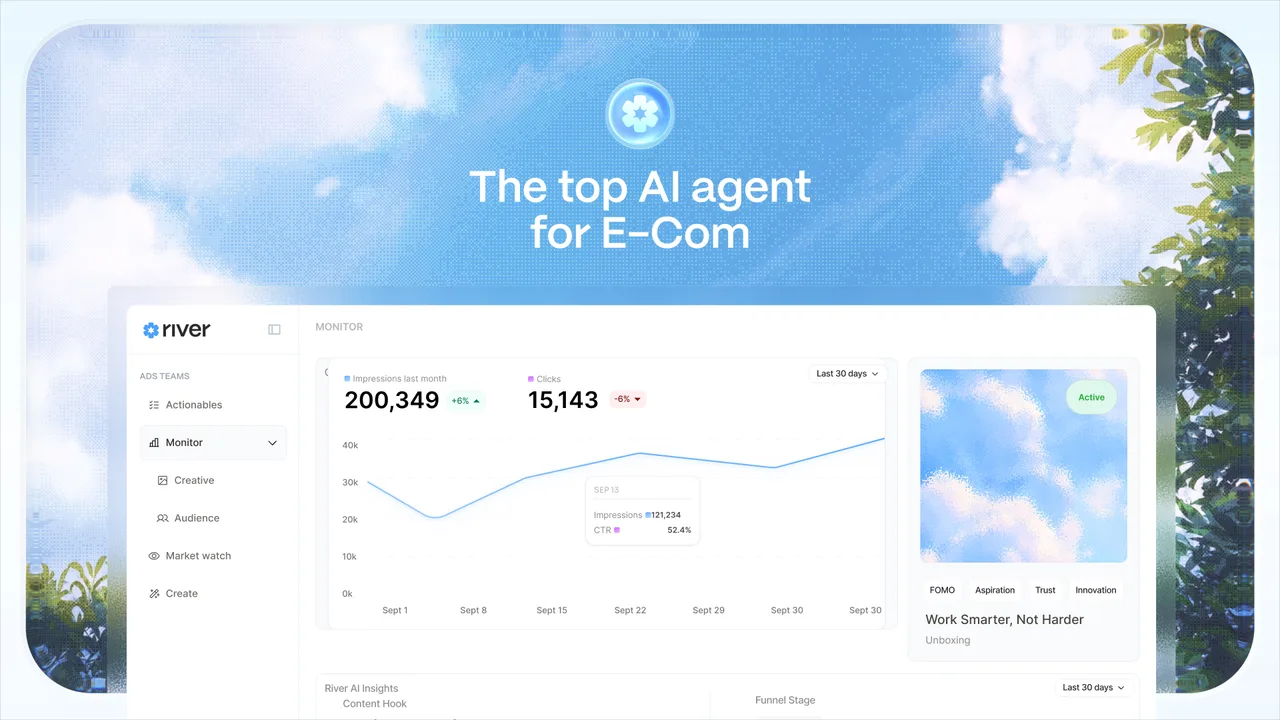 The top AI agent
for E-Com
river
ADS TEAMS
Actionables
Monitor
Creative
Audience
Market watch
Create
MONITOR
Impressions last month
200,349 +6%
Clicks
15,143 -6%
Last 30 days
40k
30k
20k
10k
0k
SEP 13
Impressions 121,234
CTR 52.4%
Sept 1 Sept 8 Sept 15 Sept 22 Sept 29 Sept 30 Sept 30
Active
FOMO Aspiration Trust Innovation
Work Smarter, Not Harder
Unboxing
River AI Insights
Content Hook
Funnel Stage
Last 30 days